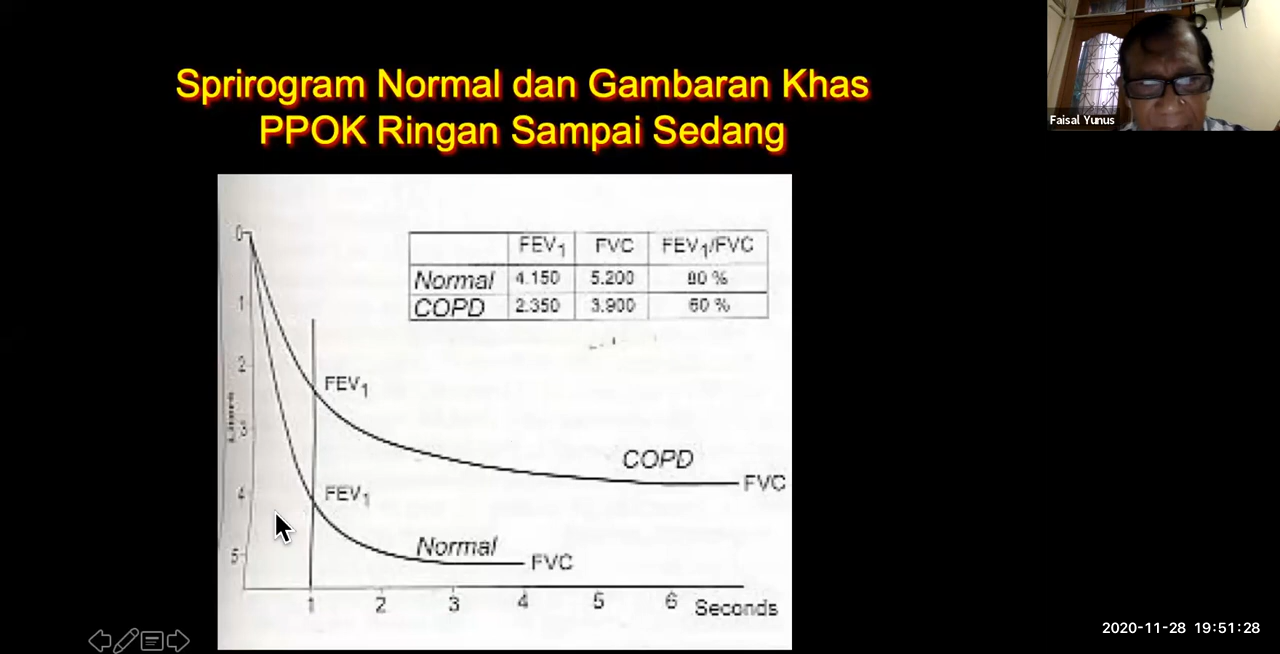 Sprirogram Normal dan Gambaran Khas
PPOK Ringan Sampai Sedang
Faisal Yunus
FEV1 FVC FEV1/FVC
Normal 4.150 5.200 80 %
COPD 2.350 3.900 60 %
0
1
2
3
4
5
Liters
FEV1
COPD
FVC
FEV1
Normal
FVC
1 2 3 4 5 6 Seconds
2020-11-28 19:51:28